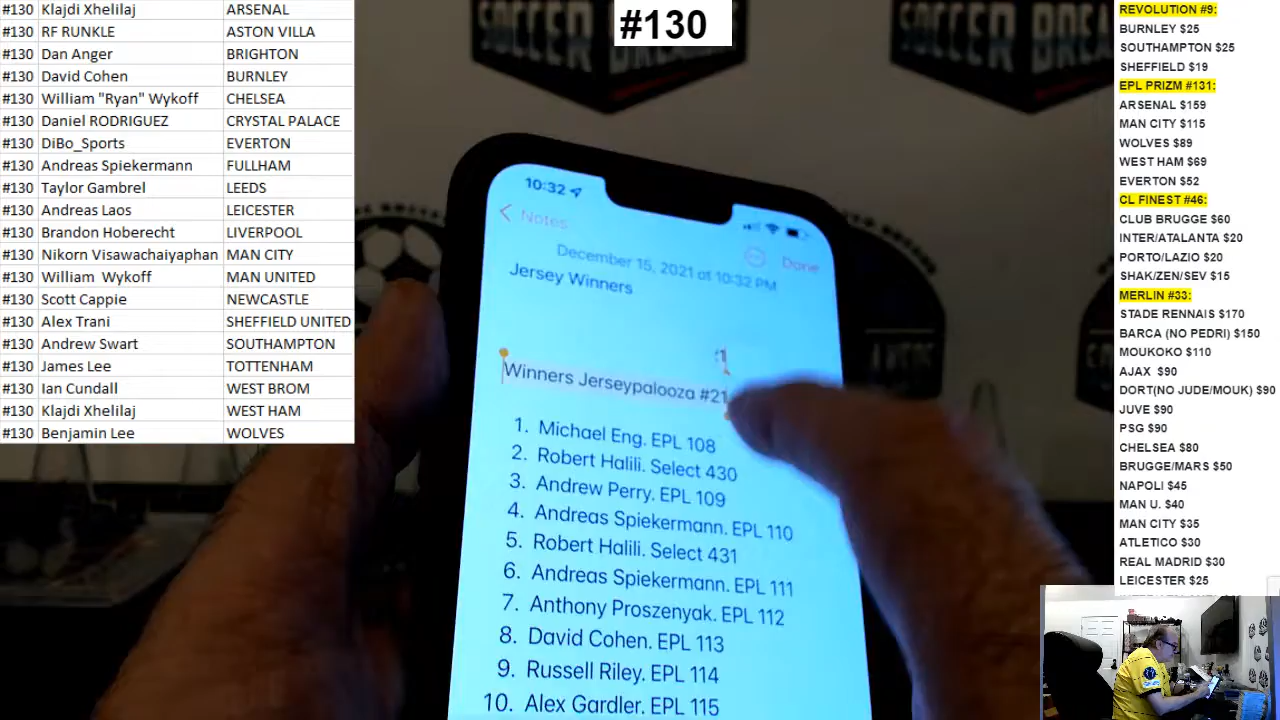 #130 Klajdi Xhelilaj ARSENAL
#130 RF RUNKLE ASTON VILLA
#130 Dan Anger BRIGHTON
#130 David Cohen BURNLEY
#130 William "Ryan" Wykoff CHELSEA
#130 Daniel RODRIGUEZ CRYSTAL PALACE
#130 DiBo_Sports EVERTON
#130 Andreas Spiekermann FULLHAM
#130 Taylor Gambrel LEEDS
#130 Andreas Laos LEICESTER
#130 Brandon Hoberecht LIVERPOOL
#130 Nikorn Visawachaiyaphan MAN CITY
#130 William Wykoff MAN UNITED
#130 Scott Cappie NEWCASTLE
#130 Alex Trani SHEFFIELD UNITED
#130 Andrew Swart SOUTHAMPTON
#130 James Lee TOTTENHAM
#130 Ian Cundall WEST BROM
#130 Klajdi Xhelilaj WEST HAM
#130 Benjamin Lee WOLVES
#130
SOCCER
10:32
Notes
Done
December 15, 2021 at 10:32 PM
Jersey Winners
Winners Jerseypalooza #21
1. Michael Eng. EPL 108
2. Robert Halili. Select 430
3. Andrew Perry. EPL 109
4. Andreas Spiekermann. EPL 110
5. Robert Halili. Select 431
6. Andreas Spiekermann. EPL 111
7. Anthony Proszenyak. EPL 112
8. David Cohen. EPL 113
9. Russell Riley. EPL 114
10. Alex Gardler. EPL 115
REVOLUTION #9:
BURNLEY $25
SOUTHAMPTON $25
SHEFFIELD $19
EPL PRIZM #131:
ARSENAL $159
MAN CITY $115
WOLVES $89
WEST HAM $69
EVERTON $52
CL FINEST #46:
CLUB BRUGGE $60
INTER/ATALANTA $20
PORTO/LAZIO $20
SHAK/ZEN/SEV $15
MERLIN #33:
STADE RENNAIS $170
BARCA (NO PEDRI) $150
MOUKOKO $110
AJAX $90
DORT(NO JUDE/MOUK) $90
JUVE $90
PSG $90
CHELSEA $80
BRUGGE/MARS $50
NAPOLI $45
MAN U. $40
MAN CITY $35
ATLETICO $30
REAL MADRID $30
LEICESTER $25